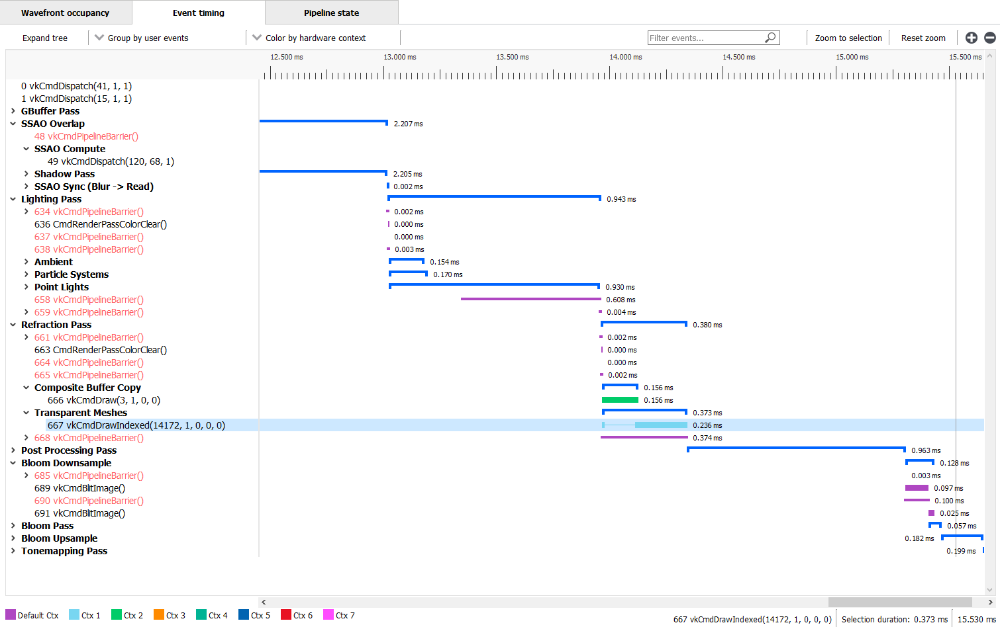 Wavefront occupancy Event timing Pipeline state
Expand tree Group by user events Color by hardware context Filter events... Zoom to selection Reset zoom
12.500 ms 13.000 ms 13.500 ms 14.000 ms 14.500 ms 15.000 ms 15.500 ms
0 vkCmdDispatch(41, 1, 1)
1 vkCmdDispatch(15, 1, 1)
GBuffer Pass
SSAO Overlap 2.207 ms
48 vkCmdPipelineBarrier()
SSAO Compute
49 vkCmdDispatch(120, 68, 1)
Shadow Pass 2.205 ms
SSAO Sync (Blur -> Read) 0.002 ms
Lighting Pass 0.943 ms
634 vkCmdPipelineBarrier() 0.002 ms
636 CmdRenderPassColorClear() 0.000 ms
637 vkCmdPipelineBarrier() 0.000 ms
638 vkCmdPipelineBarrier() 0.003 ms
Ambient 0.154 ms
Particle Systems 0.170 ms
Point Lights 0.930 ms
658 vkCmdPipelineBarrier() 0.608 ms
659 vkCmdPipelineBarrier() 0.004 ms
Refraction Pass 0.380 ms
661 vkCmdPipelineBarrier() 0.002 ms
663 CmdRenderPassColorClear() 0.000 ms
664 vkCmdPipelineBarrier() 0.000 ms
665 vkCmdPipelineBarrier() 0.002 ms
Composite Buffer Copy 0.156 ms
666 vkCmdDraw(3, 1, 0, 0) 0.156 ms
Transparent Meshes 0.373 ms
667 vkCmdDrawIndexed(14172, 1, 0, 0, 0) 0.236 ms
668 vkCmdPipelineBarrier() 0.374 ms
Post Processing Pass 0.963 ms
Bloom Downsample 0.128 ms
685 vkCmdPipelineBarrier() 0.003 ms
689 vkCmdBlitImage() 0.097 ms
690 vkCmdPipelineBarrier() 0.100 ms
691 vkCmdBlitImage() 0.025 ms
Bloom Pass 0.057 ms
Bloom Upsample 0.182 ms
Tonemapping Pass 0.199 ms
Default Ctx Ctx 1 Ctx 2 Ctx 3 Ctx 4 Ctx 5 Ctx 6 Ctx 7
667 vkCmdDrawIndexed(14172, 1, 0, 0, 0) Selection duration: 0.373 ms 15.530 ms